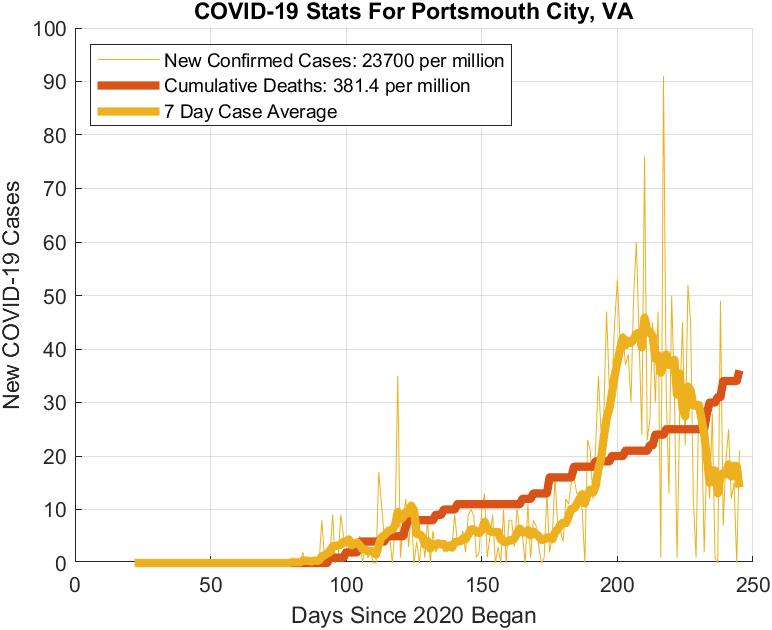 COVID-19 Stats For Portsmouth City, VA
New Confirmed Cases: 23700 per million
Cumulative Deaths: 381.4 per million
7 Day Case Average
New COVID-19 Cases
100
90
80
70
60
50
40
30
20
10
0
0 50 100 150 200 250
Days Since 2020 Began